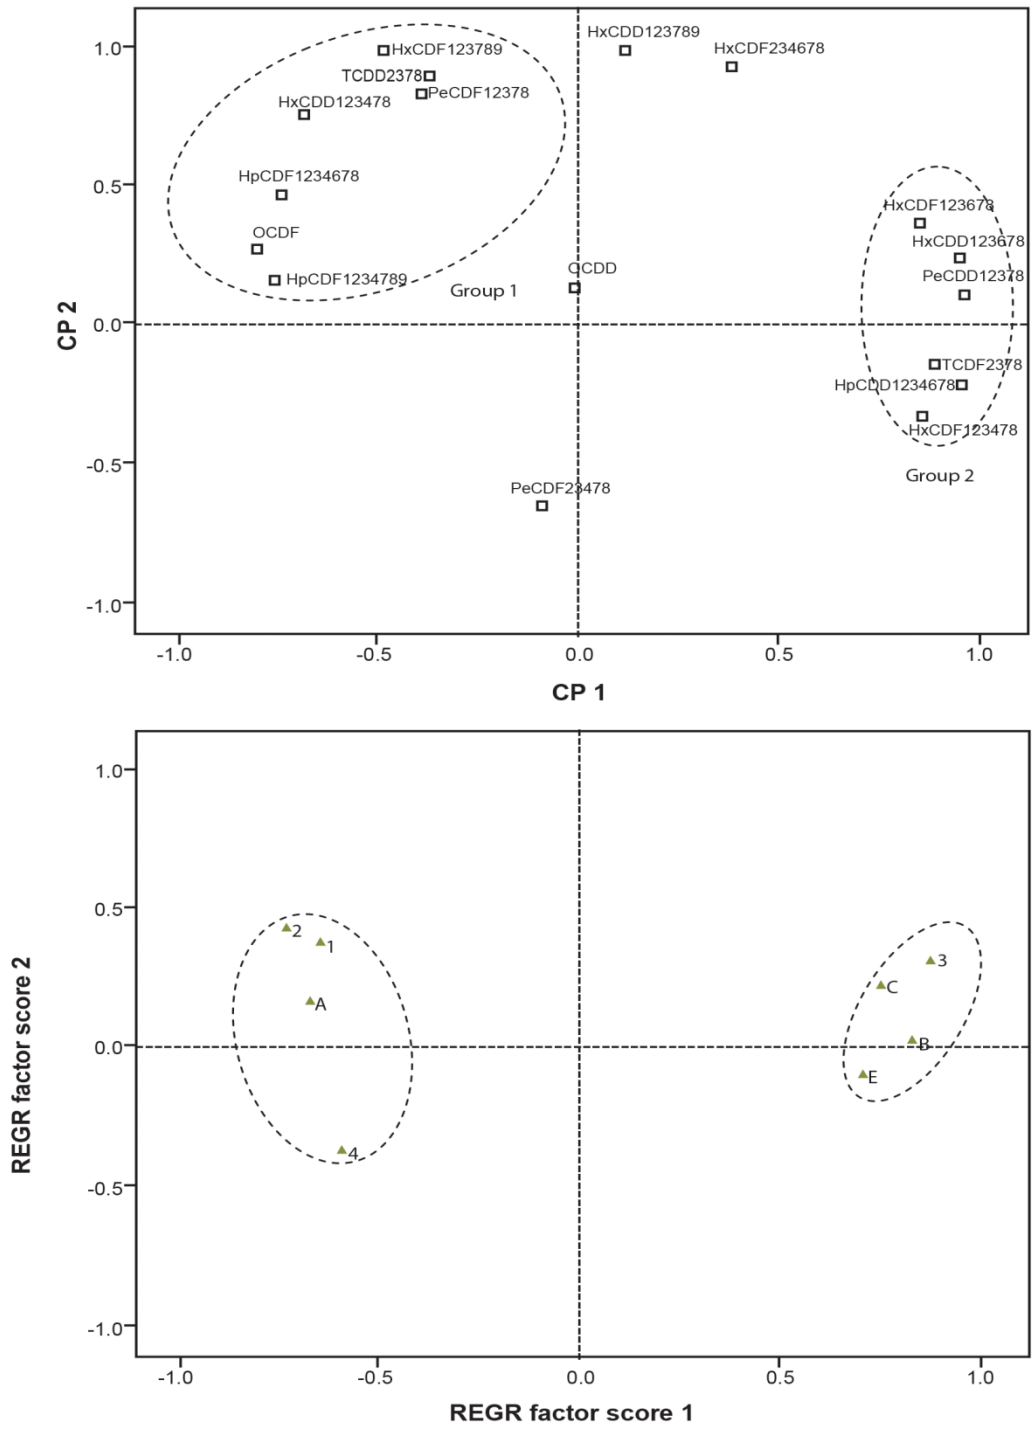 1.0
HxCDF123789
HxCDD123789
HxCDF234678
TCDD2378
PeCDF12378
HxCDD123478
HpCDF1234678
0.5
HxCDF123678
OCDF
HxCDD123678
OCDD
PeCDD12378
HpCDF1234789
Group 1
CP 2
0.0
TCDF2378
HpCDD1234678
HxCDF123478
-0.5
Group 2
PeCDF23478
-1.0
-1.0 -0.5 0.0 0.5 1.0
CP 1
1.0
0.5
2
1
3
C
A
REGR factor score 2
0.0
B
E
4
-0.5
-1.0
-1.0 -0.5 0.0 0.5 1.0
REGR factor score 1